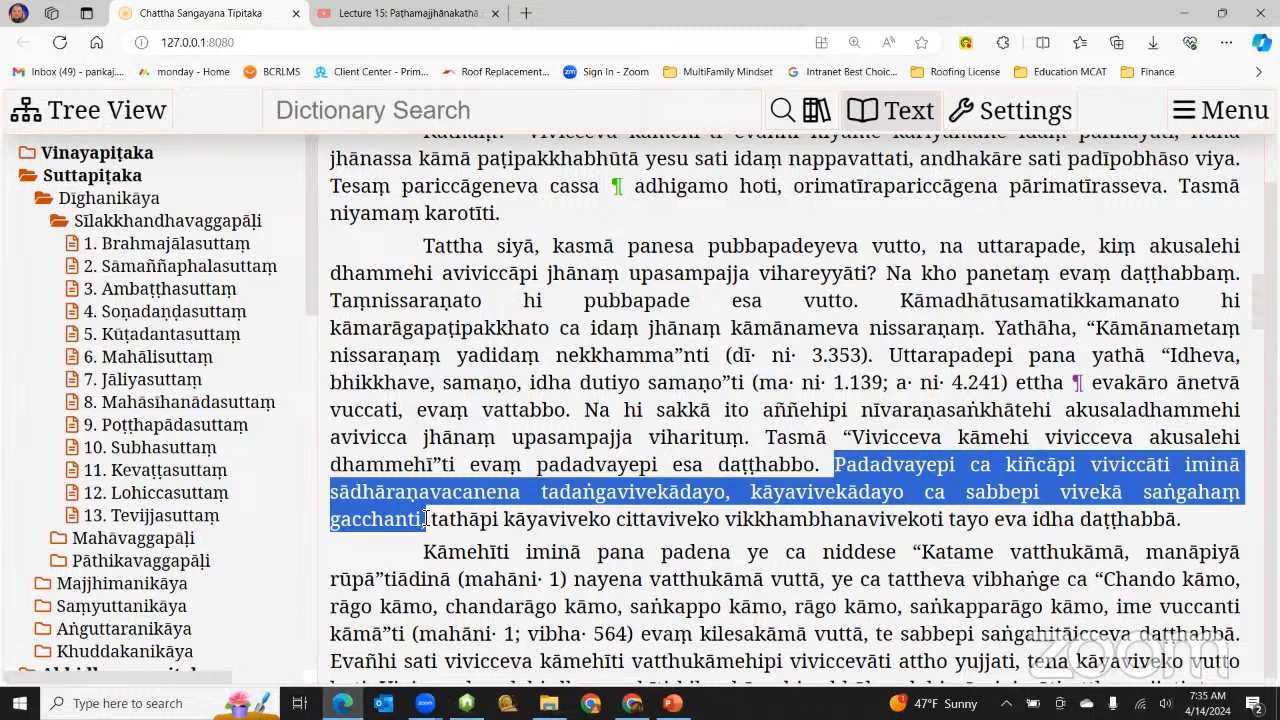 Chattha Sangayana Tipitaka
Lecture 15: Paṭhamajjhānakathā c
127.0.0.1:8080
Inbox (49) - pankaj....
monday - Home
BCRLMS
Client Center - Prim...
Roof Replacement...
Sign In - Zoom
MultiFamily Mindset
Intranet Best Choic...
Roofing License
Education MCAT
Finance
Tree View
Dictionary Search
Text
Settings
Menu
Vinayapiṭaka
Suttapiṭaka
Dīghanikāya
Sīlakkhandhavaggapāḷi
1. Brahmajālasuttaṃ
2. Sāmaññaphalasuttaṃ
3. Ambaṭṭhasuttaṃ
4. Soṇadaṇḍasuttaṃ
5. Kūṭadantasuttaṃ
6. Mahālisuttaṃ
7. Jāliyasuttaṃ
8. Mahāsīhanādasuttaṃ
9. Poṭṭhapādasuttaṃ
10. Subhasuttaṃ
11. Kevaṭṭasuttaṃ
12. Lohiccasuttaṃ
13. Tevijjasuttaṃ
Mahāvaggapāḷi
Pāthikavaggapāḷi
Majjhimanikāya
Saṃyuttanikāya
Aṅguttaranikāya
Khuddakanikāya
jhānassa kāmā paṭipakkhabhūtā yesu sati idaṃ nappavattati, andhakāre sati padīpobhāso viya.
Tesaṃ pariccāgeneva cassa ¶ adhigamo hoti, orimatīrapariccāgena pārimatīrasseva. Tasmā
niyamaṃ karotīti.
Tattha siyā, kasmā panesa pubbapadeyeva vutto, na uttarapade, kiṃ akusalehi
dhammehi aviviccāpi jhānaṃ upasampajja vihareyyāti? Na kho panetaṃ evaṃ daṭṭhabbaṃ.
Taṃnissaraṇato hi pubbapade esa vutto. Kāmadhātusamatikkamanato hi
kāmarāgapaṭipakkhato ca idaṃ jhānaṃ kāmānameva nissaraṇaṃ. Yathāha, “Kāmānametaṃ
nissaraṇaṃ yadidaṃ nekkhamma”nti (dī· ni· 3.353). Uttarapadepi pana yathā “Idheva,
bhikkhave, samaṇo, idha dutiyo samaṇo”ti (ma· ni· 1.139; a· ni· 4.241) ettha ¶ evakāro ānetvā
vuccati, evaṃ vattabbo. Na hi sakkā ito aññehipi nīvaraṇasaṅkhātehi akusaladhammehi
avivicca jhānaṃ upasampajja viharituṃ. Tasmā “Vivicceva kāmehi vivicceva akusalehi
dhammehī”ti evaṃ padadvayepi esa daṭṭhabbo. Padadvayepi ca kiñcāpi viviccāti iminā
sādhāraṇavacanena tadaṅgavivekādayo, kāyavivekādayo ca sabbepi vivekā saṅgahaṃ
gacchanti, tathāpi kāyaviveko cittaviveko vikkhambhanavivekoti tayo eva idha daṭṭhabbā.
Kāmehīti iminā pana padena ye ca niddese “Katame vatthukāmā, manāpiyā
rūpā”tiādinā (mahāni· 1) nayena vatthukāmā vuttā, ye ca tattheva vibhaṅge ca “Chando kāmo,
rāgo kāmo, chandarāgo kāmo, saṅkappo kāmo, rāgo kāmo, saṅkapparāgo kāmo, ime vuccanti
kāmā”ti (mahāni· 1; vibha· 564) evaṃ kilesakāmā vuttā, te sabbepi saṅgahitāicceva daṭṭhabbā.
Evañhi sati vivicceva kāmehīti vatthukāmehipi viviccevāti attho yujjati, tena kāyaviveko vutto
zoom
Type here to search
47°F Sunny
7:35 AM
4/14/2024
2